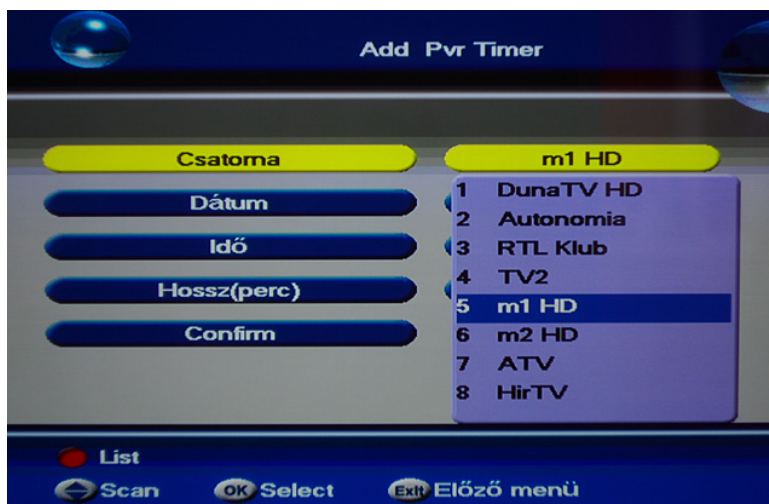 Add Pvr Timer
Csatorna
m1 HD
1 DunaTV HD
Dátum
2 Autonomia
Idő
3 RTL Klub
4 TV2
Hossz(perc)
5 m1 HD
Confirm
6 m2 HD
7 ATV
8 HirTV
List
Scan
OK Select
Exit Előző menü